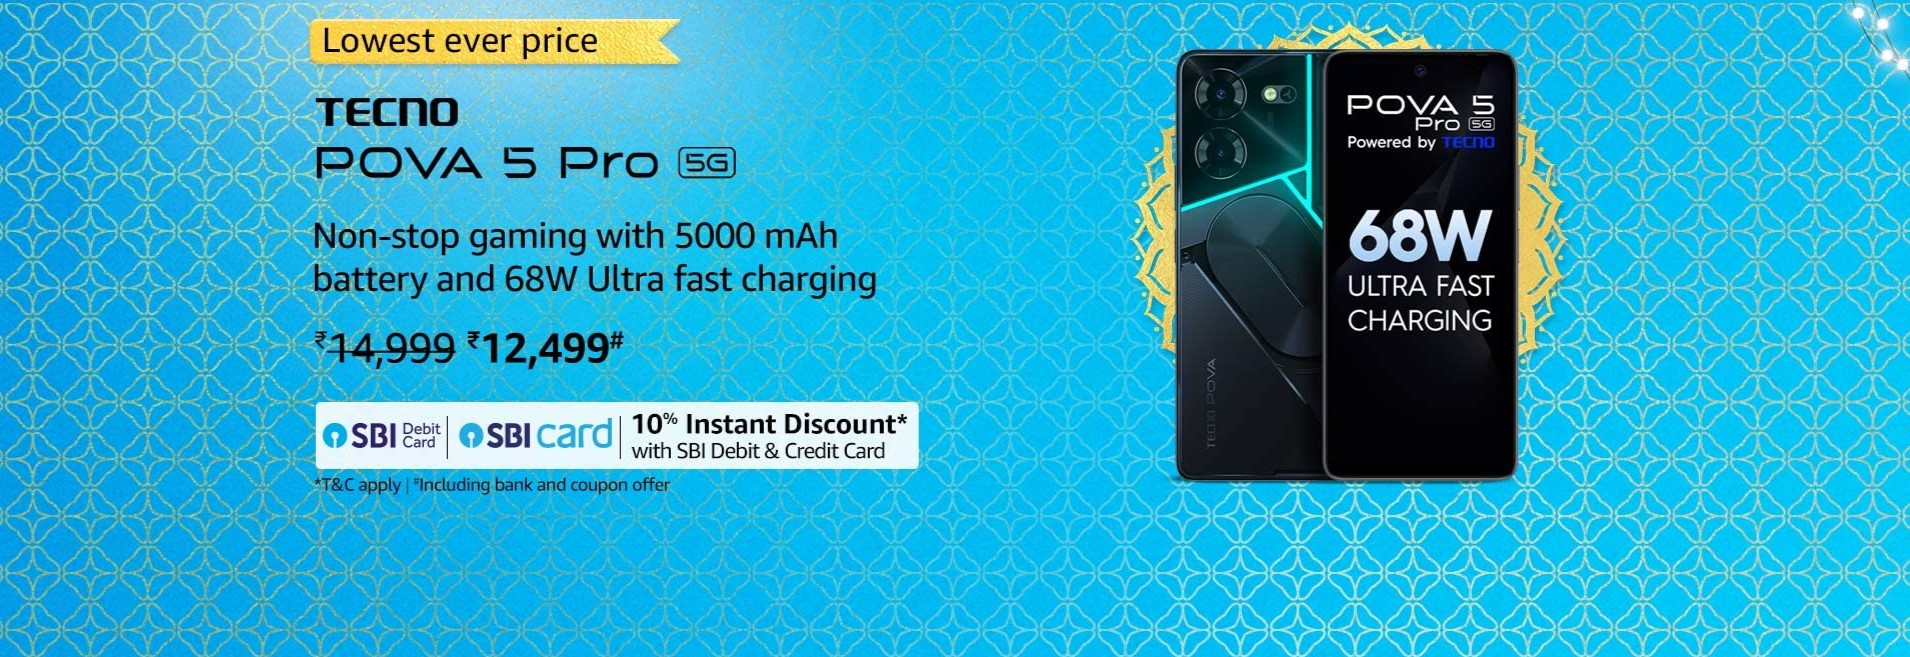 Lowest ever price
TECNO
POVA 5 Pro 5G
Non-stop gaming with 5000 mAh
battery and 68W Ultra fast charging
₹14,999 ₹12,499#
SBI Debit Card | SBI card | 10% Instant Discount*
with SBI Debit & Credit Card
*T&C apply | #Including bank and coupon offer
TECNO POVA
POVA 5
Pro 5G
Powered by TECNO
68W
ULTRA FAST
CHARGING